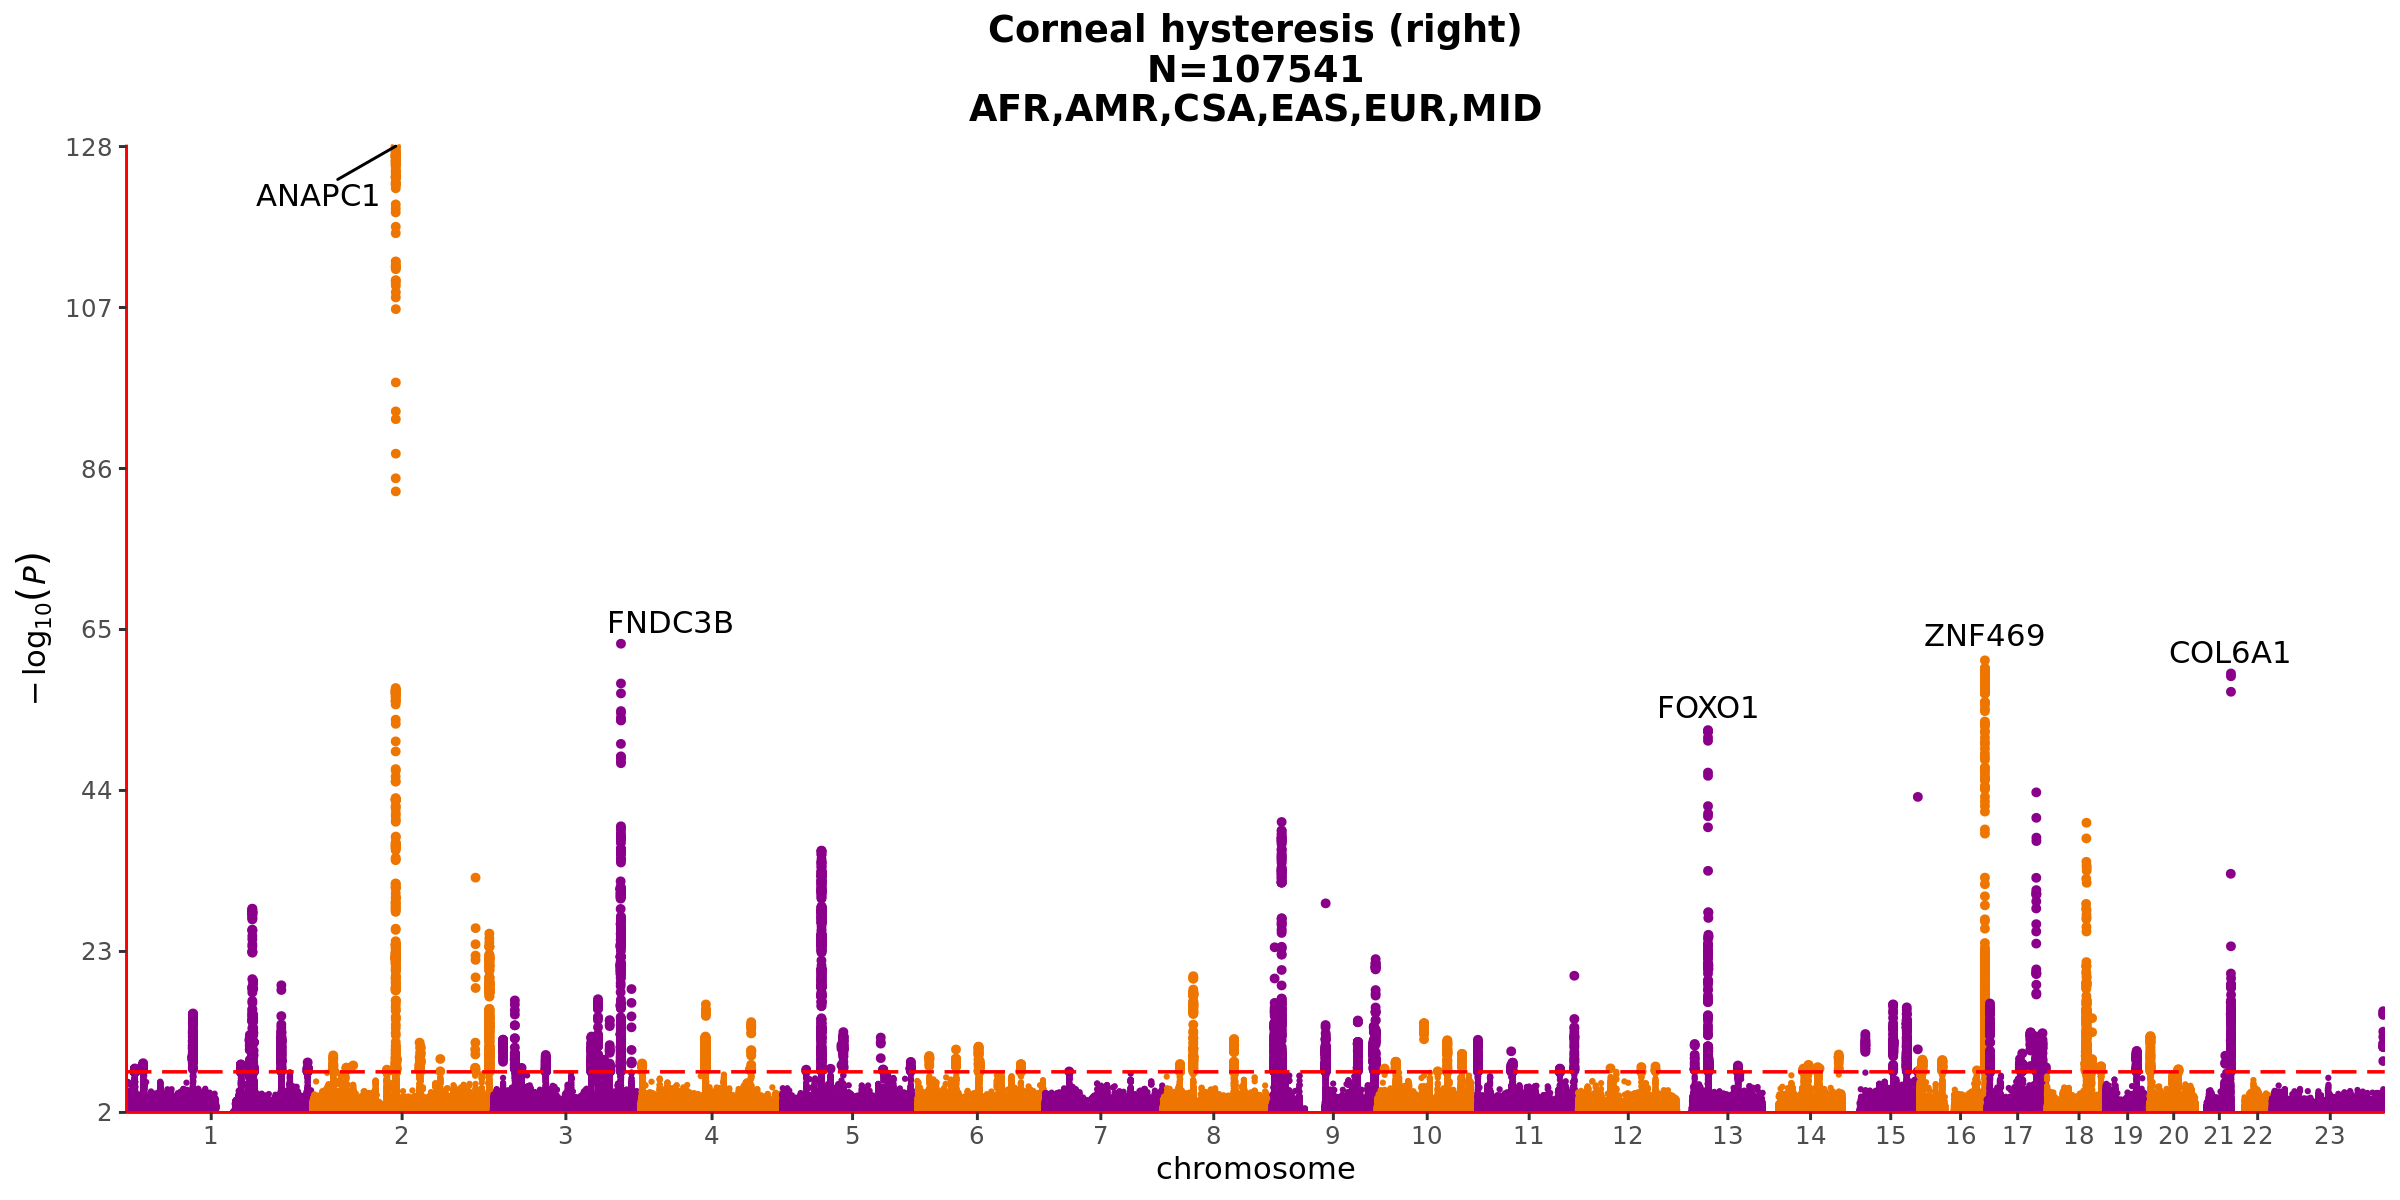 Corneal hysteresis (right)
N=107541
AFR,AMR,CSA,EAS,EUR,MID
128
107
86
65
44
23
2
−log10(P)
ANAPC1
FNDC3B
FOXO1
ZNF469
COL6A1
1 2 3 4 5 6 7 8 9 10 11 12 13 14 15 16 17 18 19 20 21 22 23
chromosome